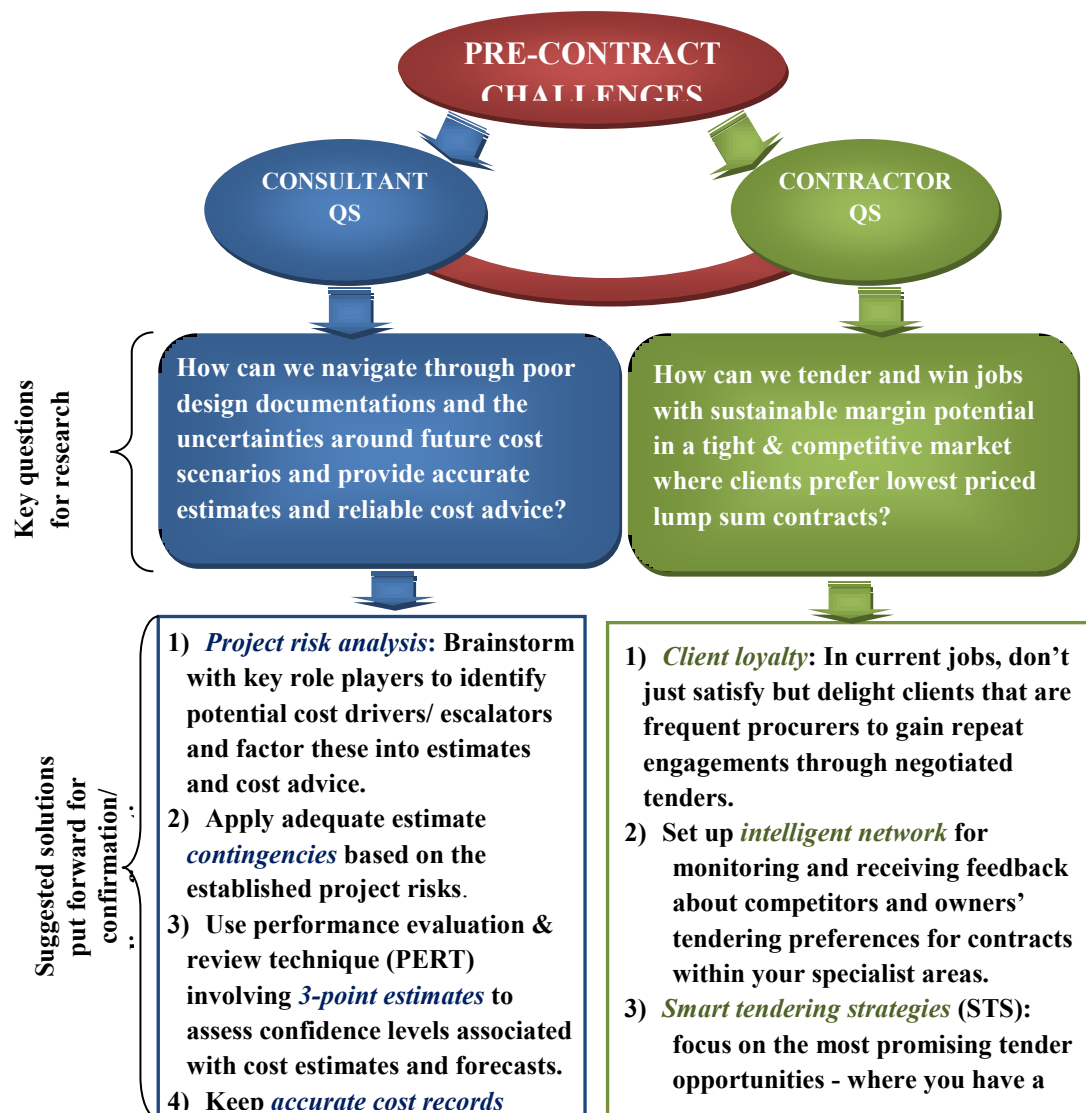 PRE-CONTRACT
CHALLENGES
CONSULTANT
QS
CONTRACTOR
QS
Key questions
for research
How can we navigate through poor
design documentations and the
uncertainties around future cost
scenarios and provide accurate
estimates and reliable cost advice?
How can we tender and win jobs
with sustainable margin potential
in a tight & competitive market
where clients prefer lowest priced
lump sum contracts?
Suggested solutions
put forward for
confirmation/
1) Project risk analysis: Brainstorm
with key role players to identify
potential cost drivers/ escalators
and factor these into estimates
and cost advice.
2) Apply adequate estimate
contingencies based on the
established project risks.
3) Use performance evaluation &
review technique (PERT)
involving 3-point estimates to
assess confidence levels associated
with cost estimates and forecasts.
4) Keep accurate cost records
1) Client loyalty: In current jobs, don’t
just satisfy but delight clients that are
frequent procurers to gain repeat
engagements through negotiated
tenders.
2) Set up intelligent network for
monitoring and receiving feedback
about competitors and owners’
tendering preferences for contracts
within your specialist areas.
3) Smart tendering strategies (STS):
focus on the most promising tender
opportunities - where you have a